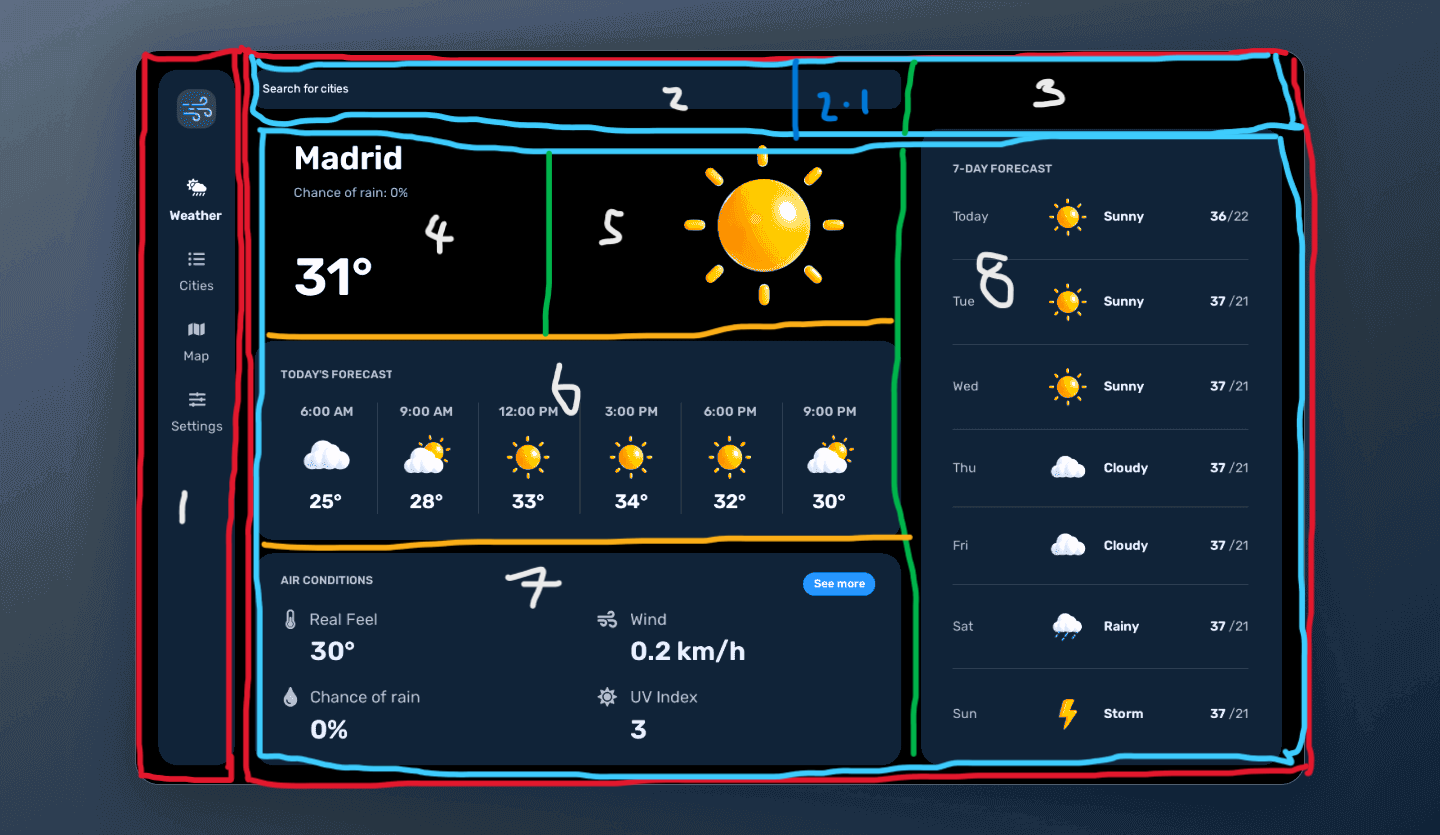 Search for cities
2
2.1
3
Weather
Cities
Map
Settings
1
Madrid
Chance of rain: 0%
31°
4
5
TODAY'S FORECAST
6
6:00 AM 9:00 AM 12:00 PM 3:00 PM 6:00 PM 9:00 PM
25° 28° 33° 34° 32° 30°
AIR CONDITIONS
7
See more
Real Feel Wind
30° 0.2 km/h
Chance of rain UV Index
0% 3
7-DAY FORECAST
8
Today Sunny 36/22
Tue Sunny 37/21
Wed Sunny 37/21
Thu Cloudy 37/21
Fri Cloudy 37/21
Sat Rainy 37/21
Sun Storm 37/21